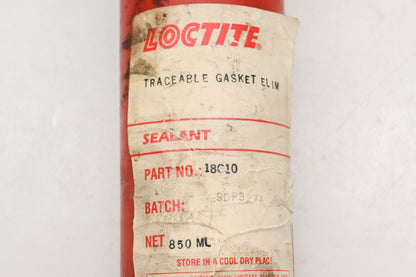 LOCTITE.
TRACEABLE GASKET ELIM
SEALANT
PART NO.: 18010
BATCH:
NET 850 ML
STORE IN A COOL DRY PLACE